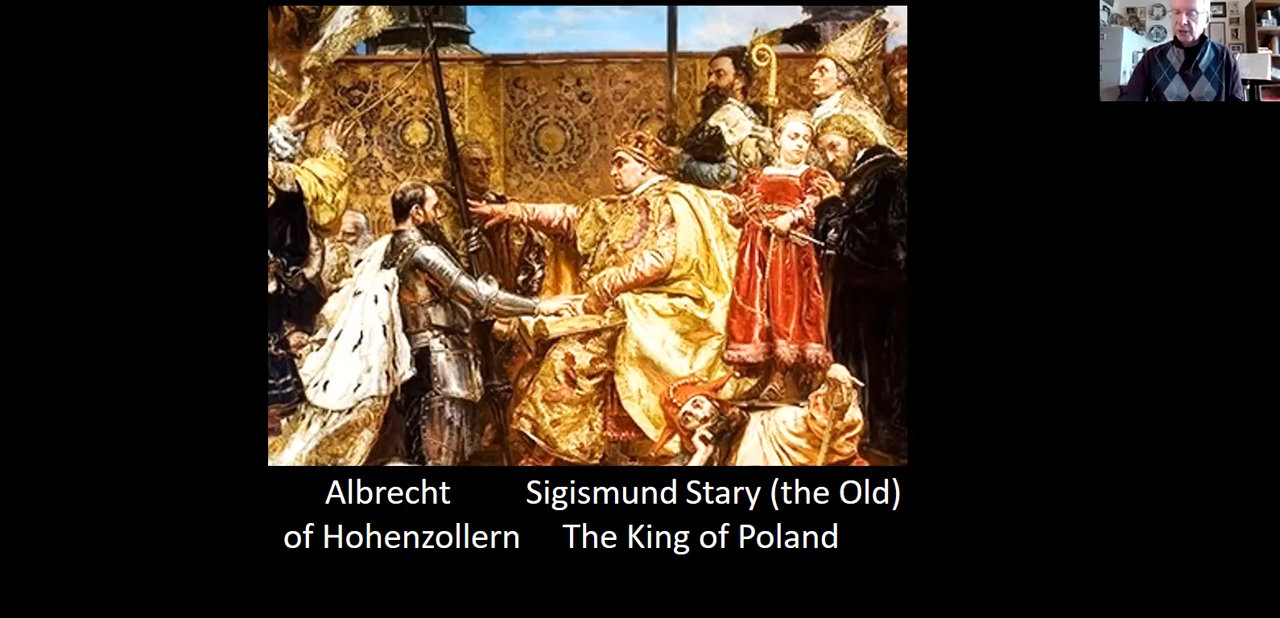 Albrecht
of Hohenzollern
Sigismund Stary (the Old)
The King of Poland